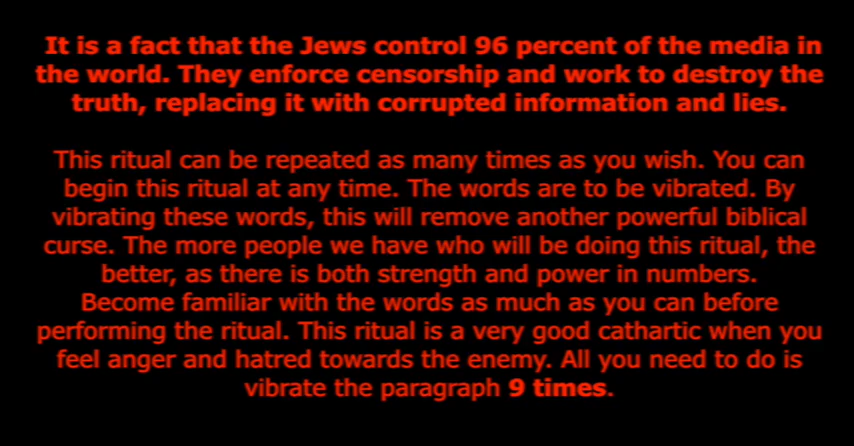 It is a fact that the Jews control 96 percent of the media in
the world. They enforce censorship and work to destroy the
truth, replacing it with corrupted information and lies.
This ritual can be repeated as many times as you wish. You can
begin this ritual at any time. The words are to be vibrated. By
vibrating these words, this will remove another powerful biblical
curse. The more people we have who will be doing this ritual, the
better, as there is both strength and power in numbers.
Become familiar with the words as much as you can before
performing the ritual. This ritual is a very good cathartic when you
feel anger and hatred towards the enemy. All you need to do is
vibrate the paragraph 9 times.